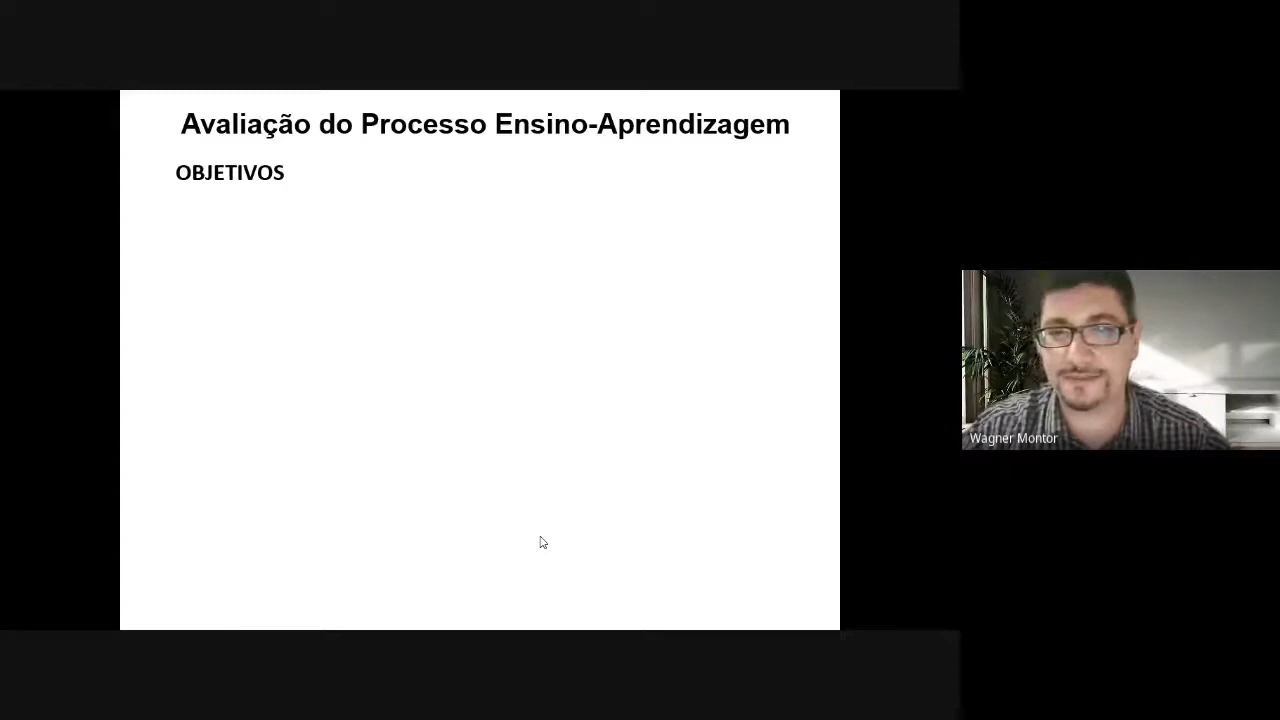 Avaliação do Processo Ensino-Aprendizagem
OBJETIVOS
Wagner Montor